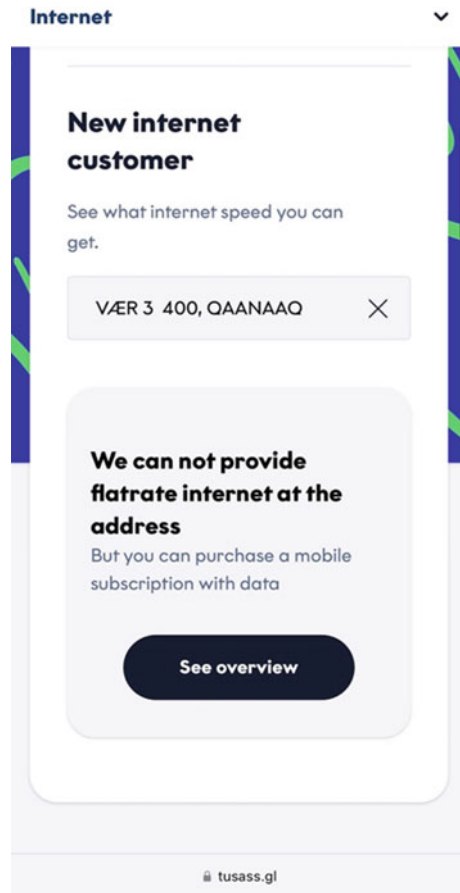 Internet
New internet
customer
See what internet speed you can
get.
VÆR 3 400, QAANAAQ
We can not provide
flatrate internet at the
address
But you can purchase a mobile
subscription with data
See overview
tusass.gl